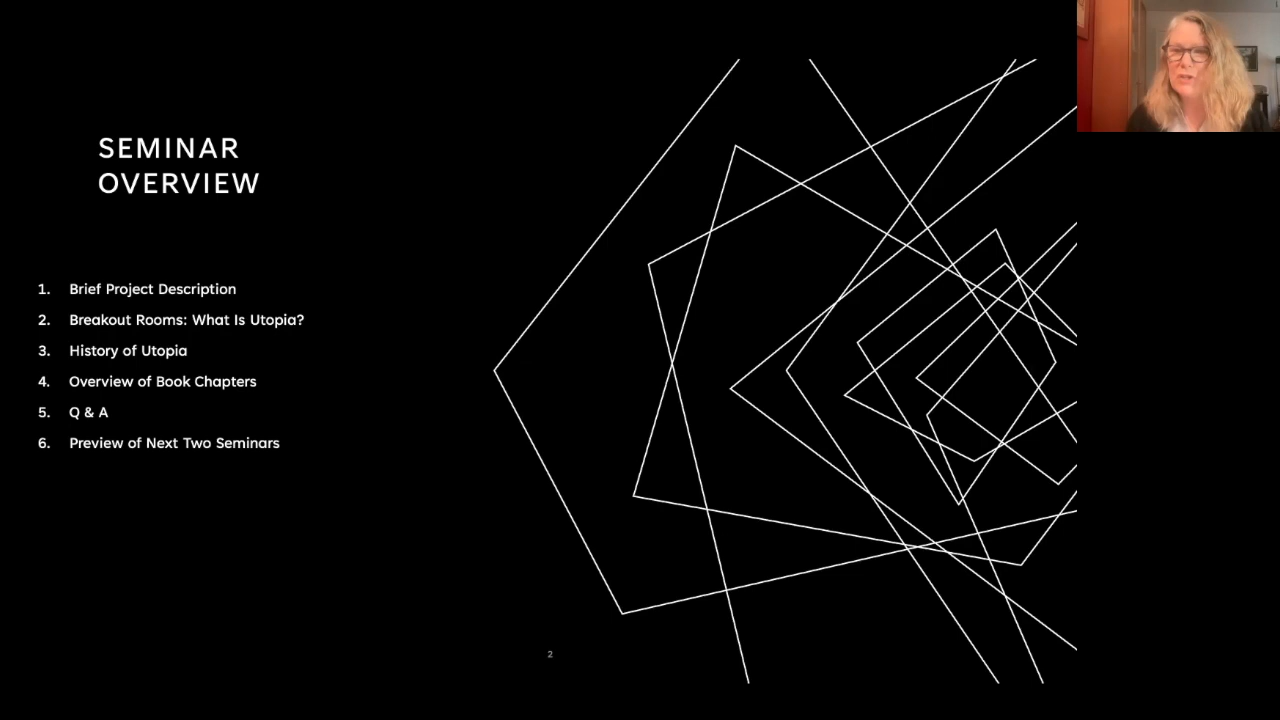 SEMINAR
OVERVIEW
1. Brief Project Description
2. Breakout Rooms: What Is Utopia?
3. History of Utopia
4. Overview of Book Chapters
5. Q & A
6. Preview of Next Two Seminars
2